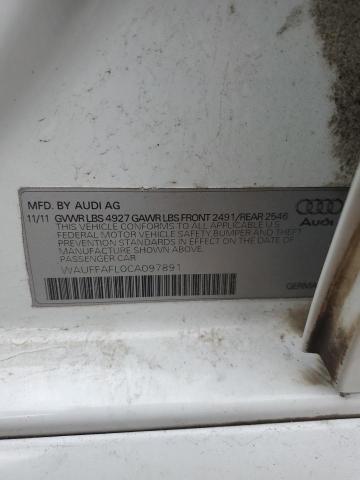 MFD. BY AUDI AG
11/11 GVWR LBS 4927 GAWR LBS FRONT 2491/REAR 2546
THIS VEHICLE CONFORMS TO ALL APPLICABLE U.S.
FEDERAL MOTOR VEHICLE SAFETY BUMPER AND THEFT
PREVENTION STANDARDS IN EFFECT ON THE DATE OF
MANUFACTURE SHOWN ABOVE.
PASSENGER CAR
WAUFFAFL0CA097891
Audi
GERMA